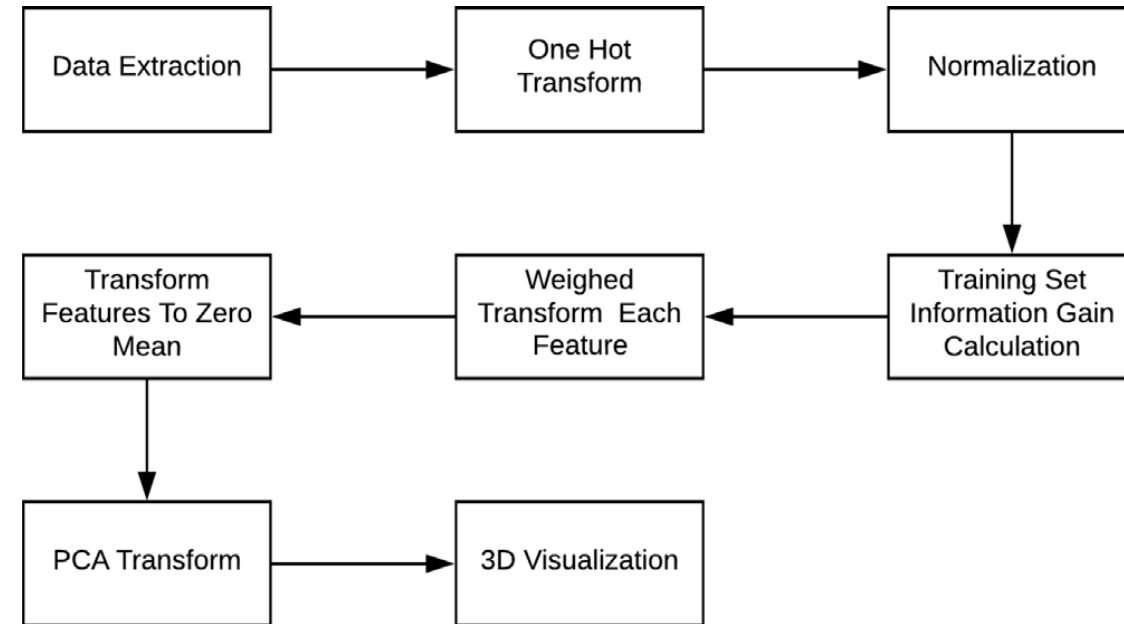 Data Extraction
One Hot
Transform
Normalization
Training Set
Information Gain
Calculation
Weighed
Transform Each
Feature
Transform
Features To Zero
Mean
PCA Transform
3D Visualization